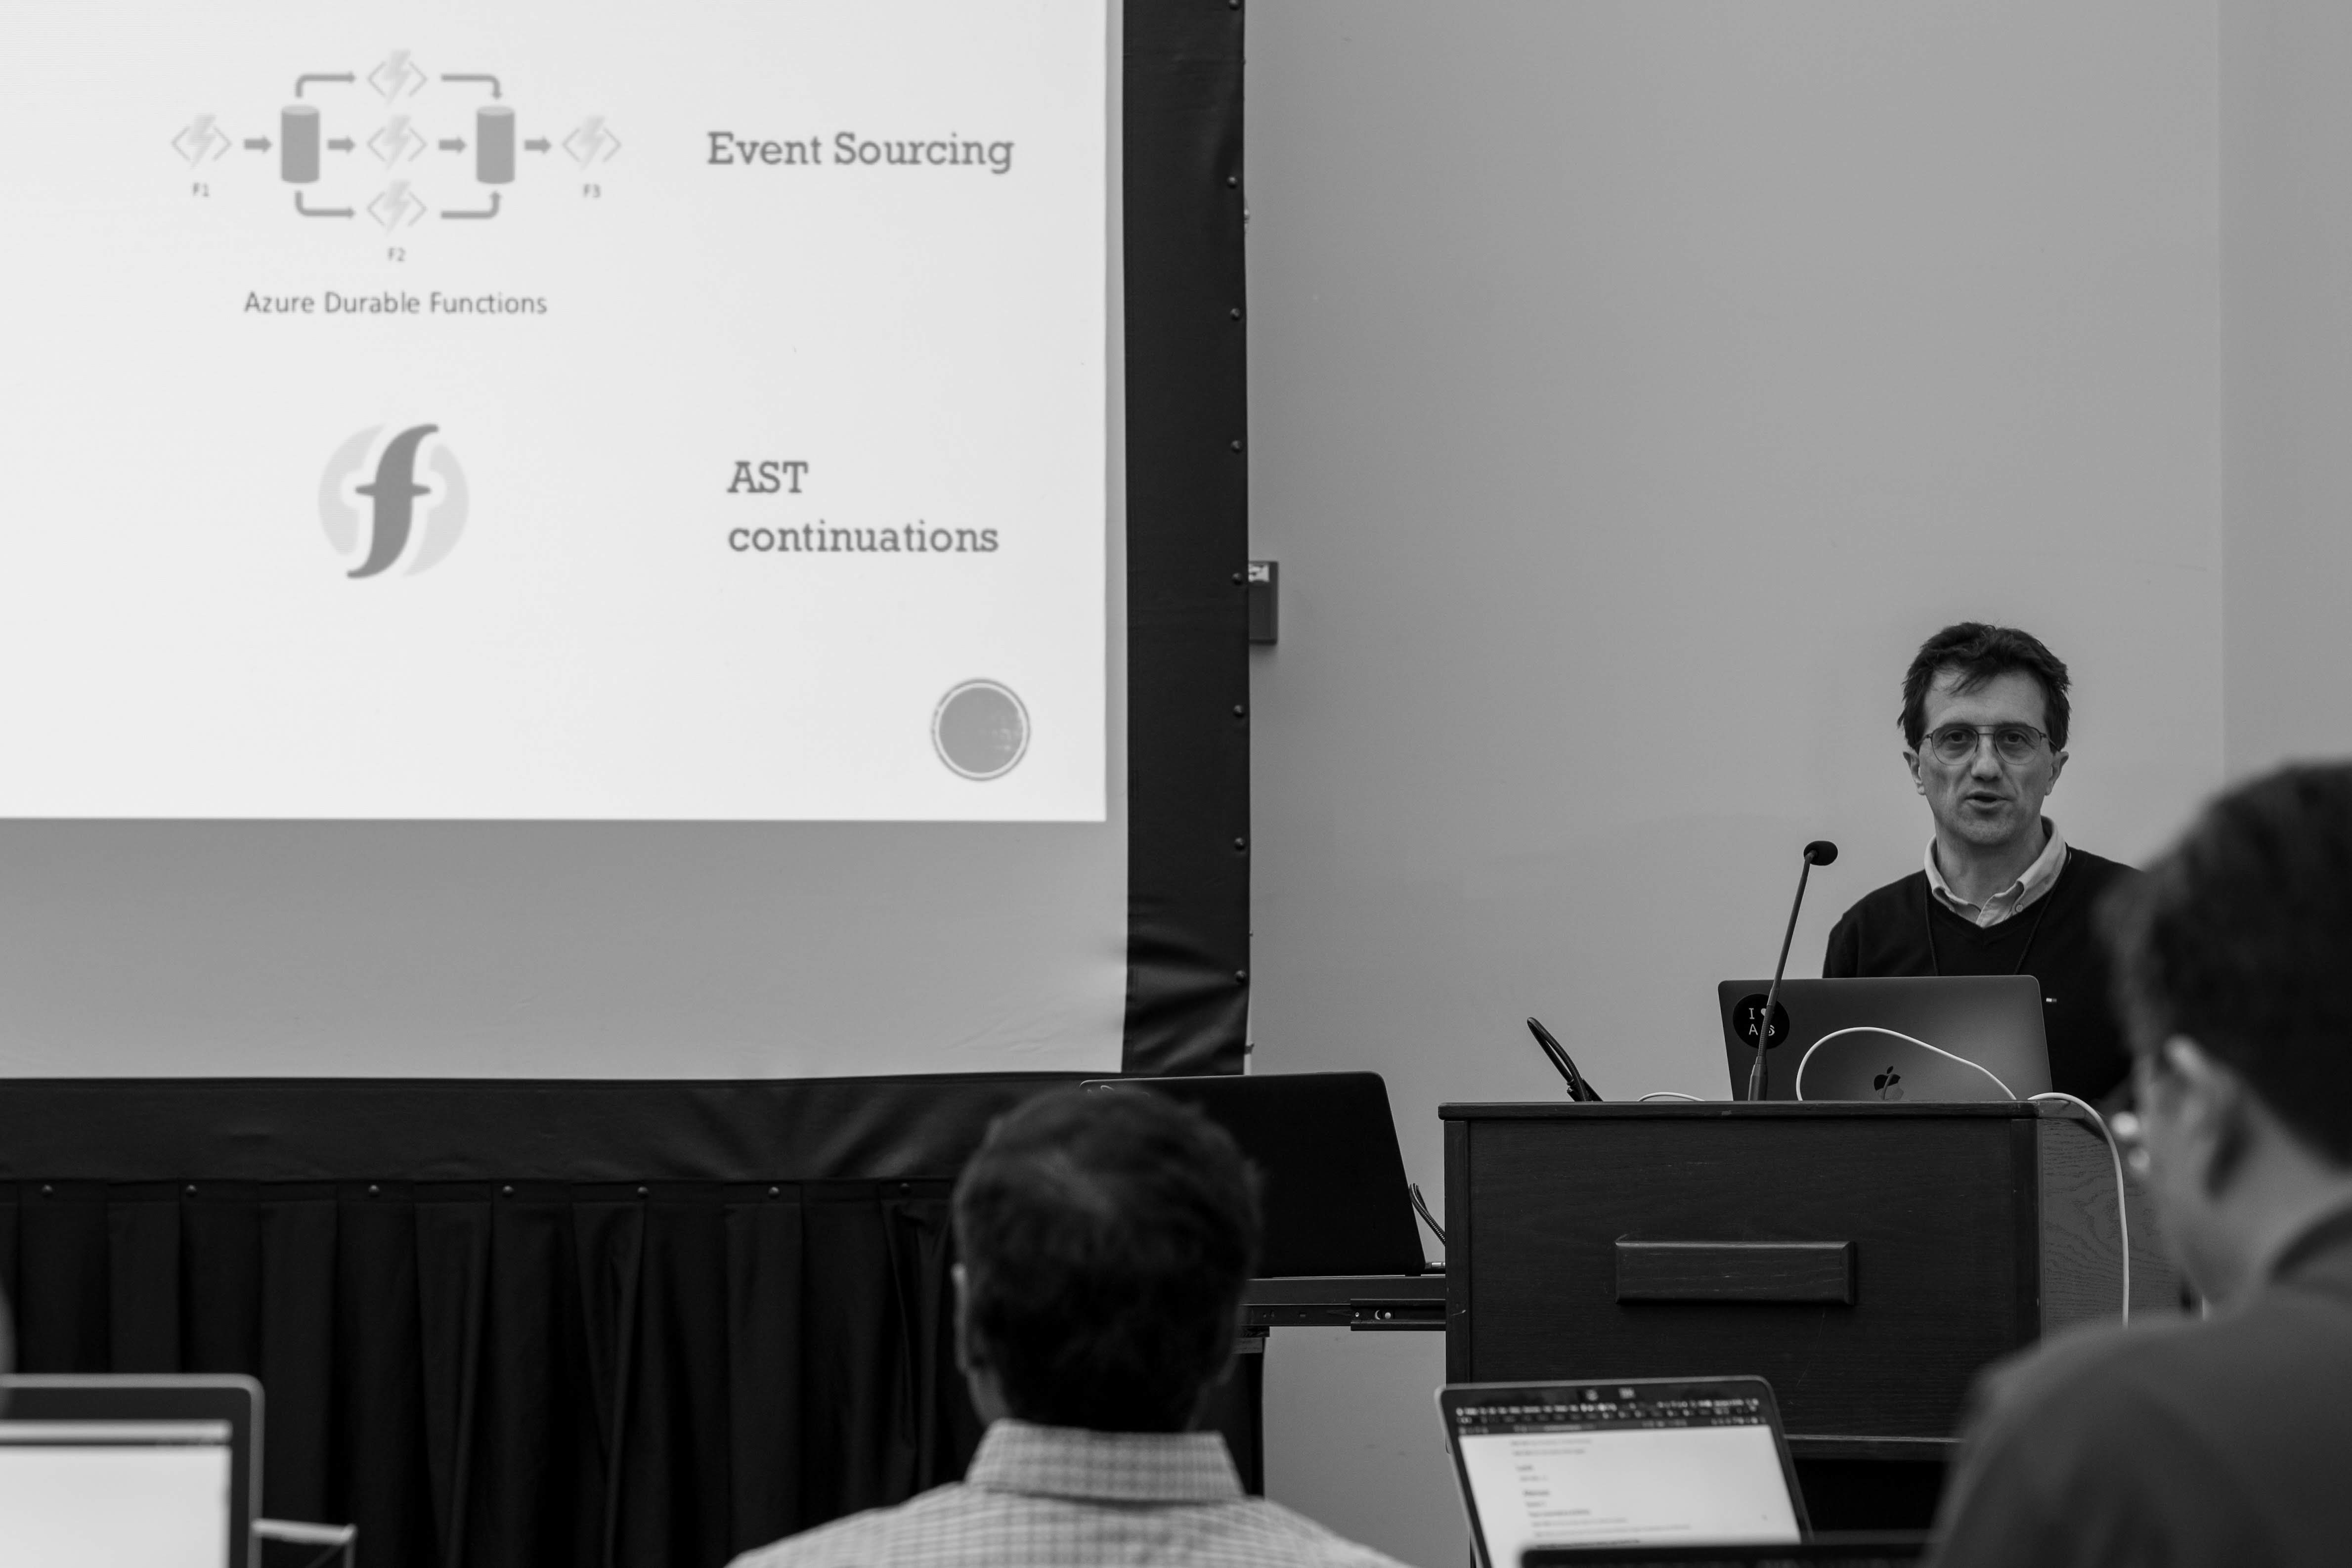 Event Sourcing
F1
F3
F2
Azure Durable Functions
AST
continuations
I